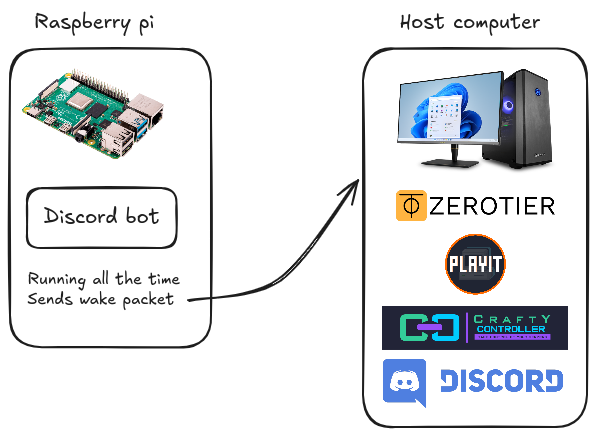 Raspberry pi
Host computer
Discord bot
Running all the time
Sends wake packet
ZEROTIER
PLAYIT
CRAFTY
CONTROLLER
DISCORD